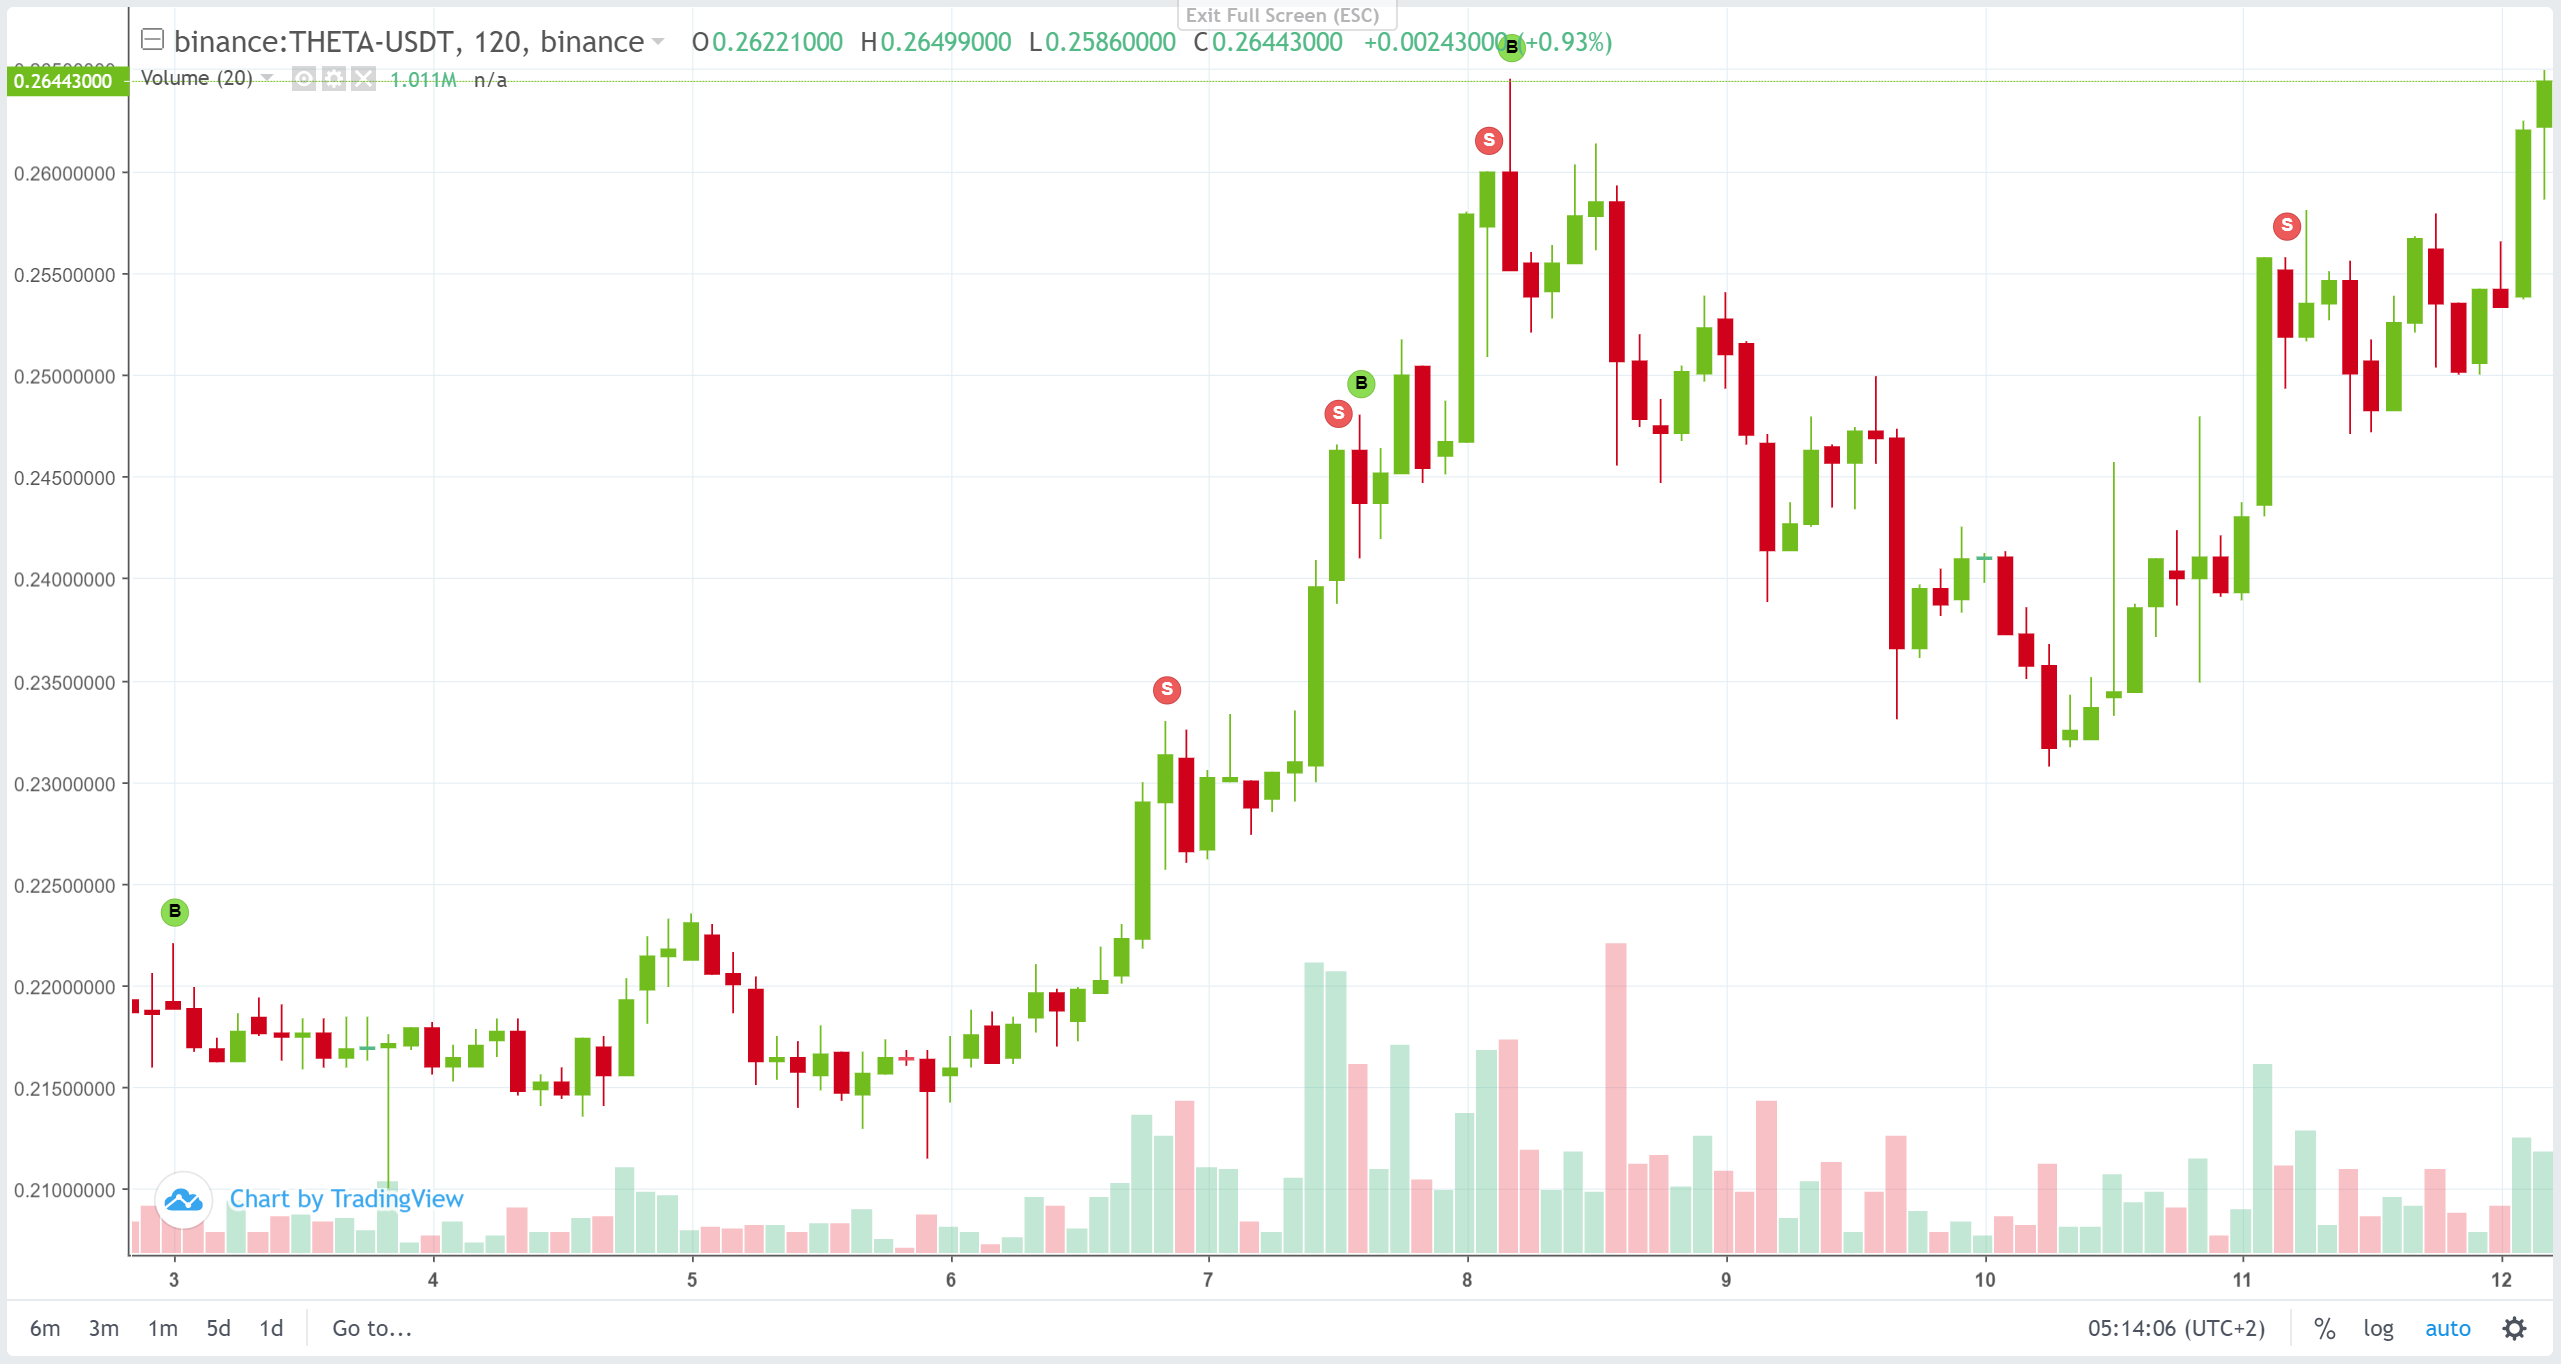 Exit Full Screen (ESC)
binance:THETA-USDT, 120, binance O0.26221000 H0.26499000 L0.25860000 C0.26443000 +0.00243000 (+0.93%)
B
Volume (20) 1.011M n/a
0.26443000
S
0.26000000
S
0.25500000
0.25000000
B
S
0.24500000
0.24000000
0.23500000
S
0.23000000
0.22500000
B
0.22000000
0.21500000
0.21000000
Chart by TradingView
3 4 5 6 7 8 9 10 11 12
6m 3m 1m 5d 1d Go to... 05:14:06 (UTC+2) % log auto